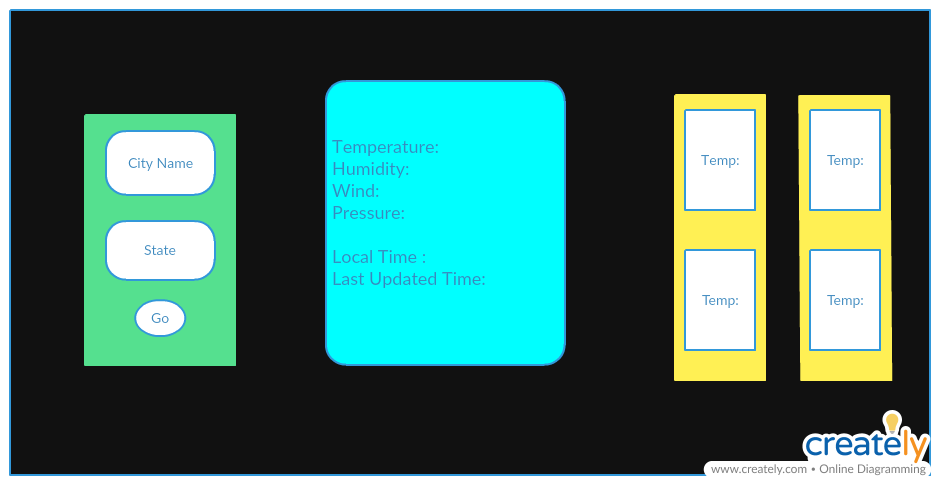 City Name
State
Go
Temperature:
Humidity:
Wind:
Pressure:
Local Time :
Last Updated Time:
Temp:
Temp:
Temp:
Temp:
creately
www.creately.com • Online Diagramming